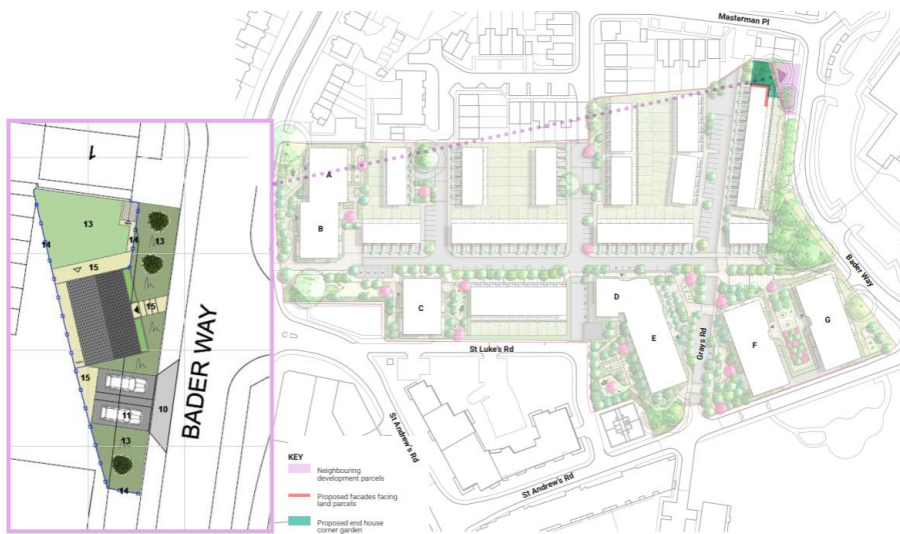 Masterman Pl
A
B
C
D
E
F
G
Bader Way
Grays Rd
St Luke's Rd
St Andrew's Rd
St Andrew's Rd
1
13
14
14
13
15
15
15
BADER WAY
10
11
13
14
KEY
Neighbouring
development parcels
Proposed facades facing
land parcels
Proposed end house
corner garden